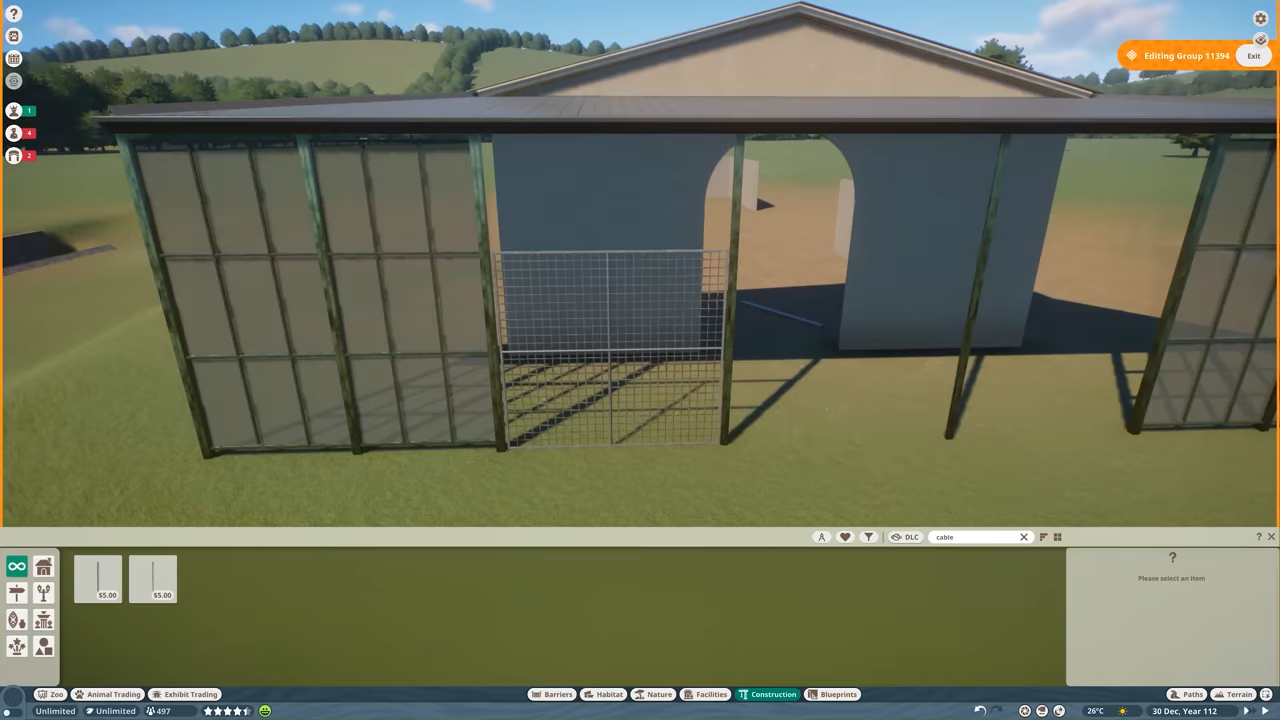 Editing Group 11394
Exit
1
4
2
DLC
cable
?
$5.00
$5.00
?
Please select an item
Zoo
Animal Trading
Exhibit Trading
Barriers
Habitat
Nature
Facilities
Construction
Blueprints
Paths
Terrain
Unlimited
Unlimited
497
26°C
30 Dec, Year 112